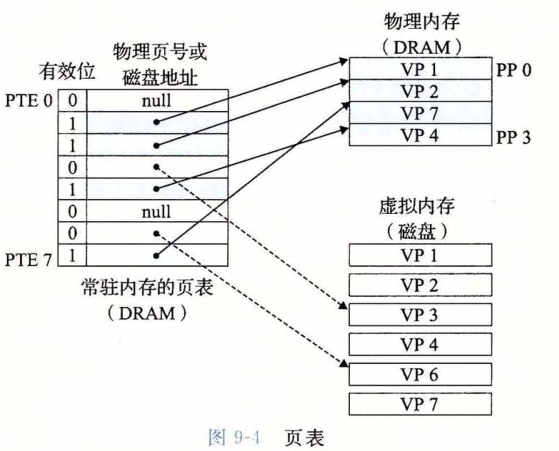 物理页号或
磁盘地址
有效位
PTE 0
0
null
1
1
0
1
0
null
0
PTE 7
1
常驻内存的页表
（DRAM）
物理内存
（DRAM）
VP 1
PP 0
VP 2
VP 7
VP 4
PP 3
虚拟内存
（磁盘）
VP 1
VP 2
VP 3
VP 4
VP 6
VP 7
图 9-4 页表